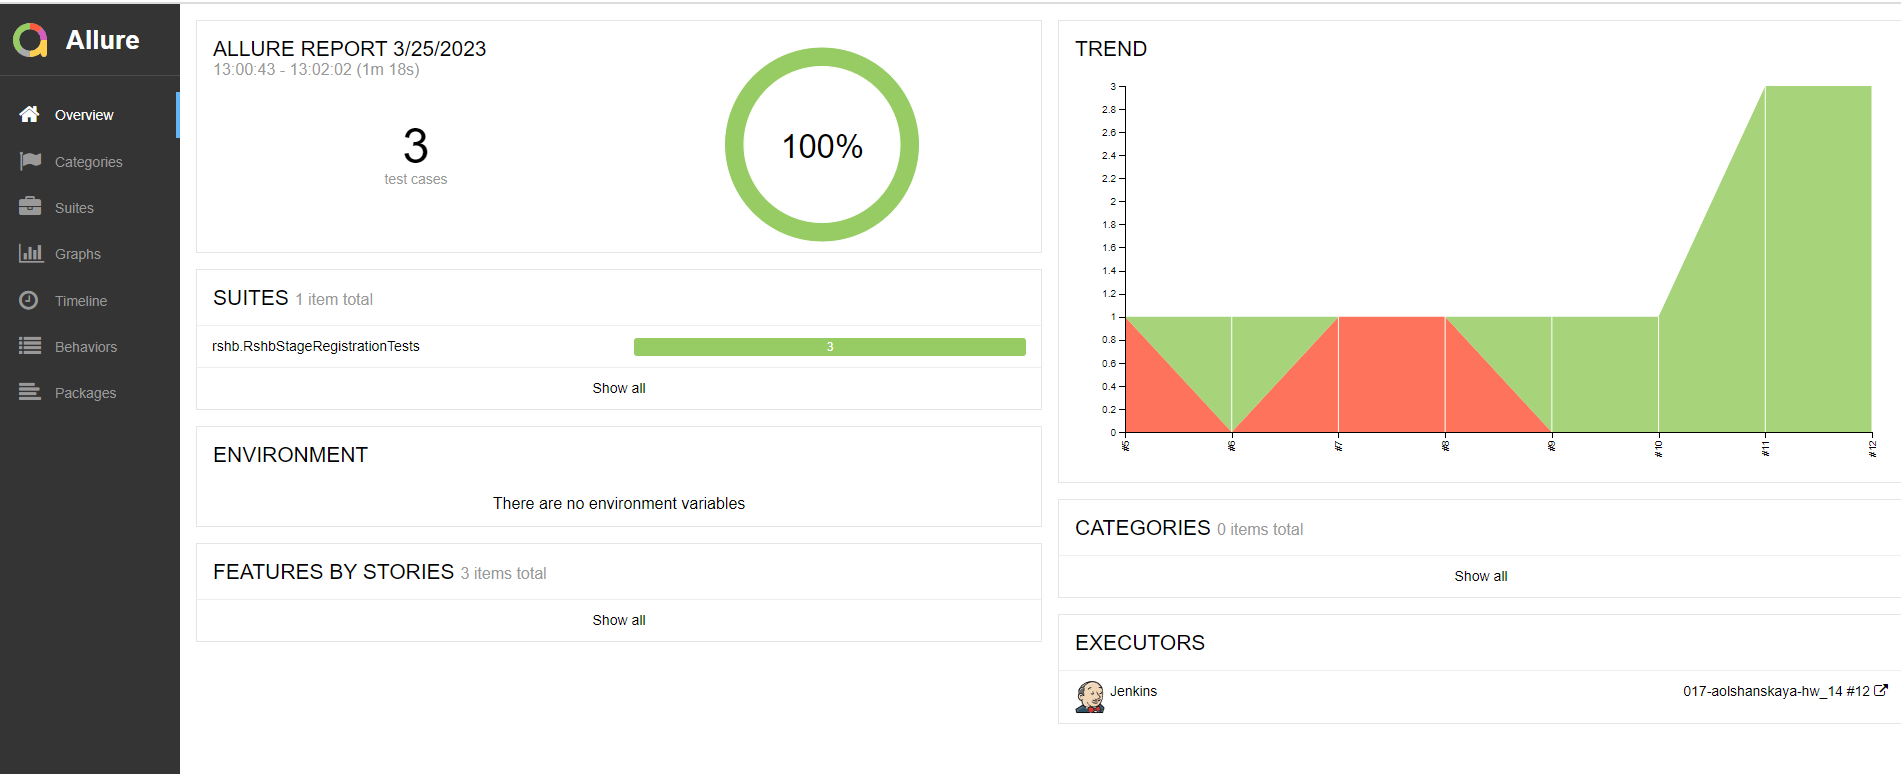 Allure
Overview
Categories
Suites
Graphs
Timeline
Behaviors
Packages
ALLURE REPORT 3/25/2023
13:00:43 - 13:02:02 (1m 18s)
3
test cases
100%
SUITES 1 item total
rshb.RshbStageRegistrationTests 3
Show all
ENVIRONMENT
There are no environment variables
FEATURES BY STORIES 3 items total
Show all
TREND
3
2.8
2.6
2.4
2.2
2
1.8
1.6
1.4
1.2
1
0.8
0.6
0.4
0.2
0
#5 #6 #7 #8 #9 #10 #11 #12
CATEGORIES 0 items total
Show all
EXECUTORS
Jenkins 017-aolshanskaya-hw_14 #12